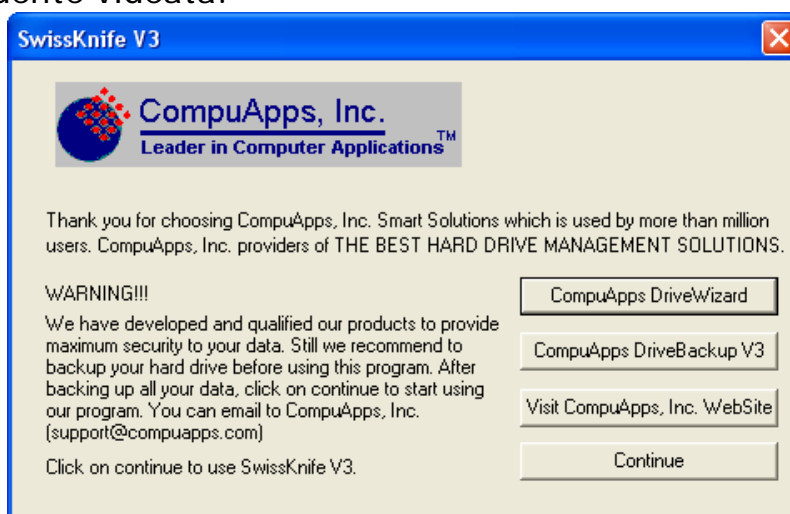 SwissKnife V3
CompuApps, Inc.
Leader in Computer Applications™
Thank you for choosing CompuApps, Inc. Smart Solutions which is used by more than million
users. CompuApps, Inc. providers of THE BEST HARD DRIVE MANAGEMENT SOLUTIONS.
WARNING!!!
We have developed and qualified our products to provide
maximum security to your data. Still we recommend to
backup your hard drive before using this program. After
backing up all your data, click on continue to start using
our program. You can email to CompuApps, Inc.
(support@compuapps.com)
Click on continue to use SwissKnife V3.
CompuApps DriveWizard
CompuApps DriveBackup V3
Visit CompuApps, Inc. WebSite
Continue